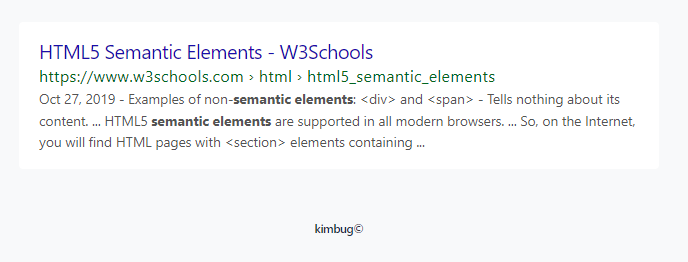 HTML5 Semantic Elements - W3Schools
https://www.w3schools.com › html › html5_semantic_elements
Oct 27, 2019 - Examples of non-semantic elements: <div> and <span> - Tells nothing about its
content. ... HTML5 semantic elements are supported in all modern browsers. ... So, on the Internet,
you will find HTML pages with <section> elements containing ...
kimbug©